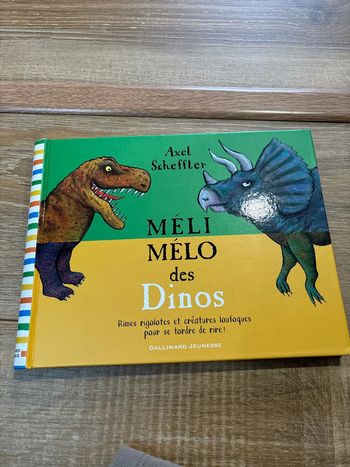 Axel
Scheffler
MÉLI
MÉLO
des
Dinos
Rimes rigolotes et créatures loufoques
pour se tordre de rire !
GALLIMARD JEUNESSE